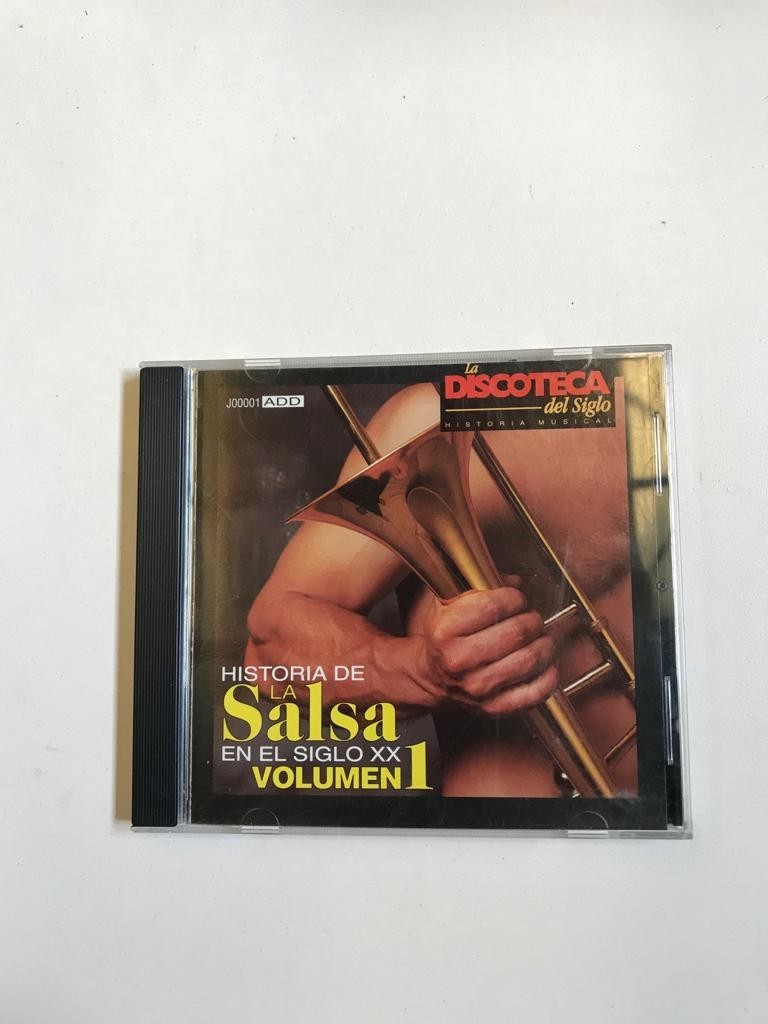 J00001 ADD
La
DISCOTECA
del Siglo
HISTORIA MUSICAL
HISTORIA DE
LA
Salsa
EN EL SIGLO XX
VOLUMEN 1